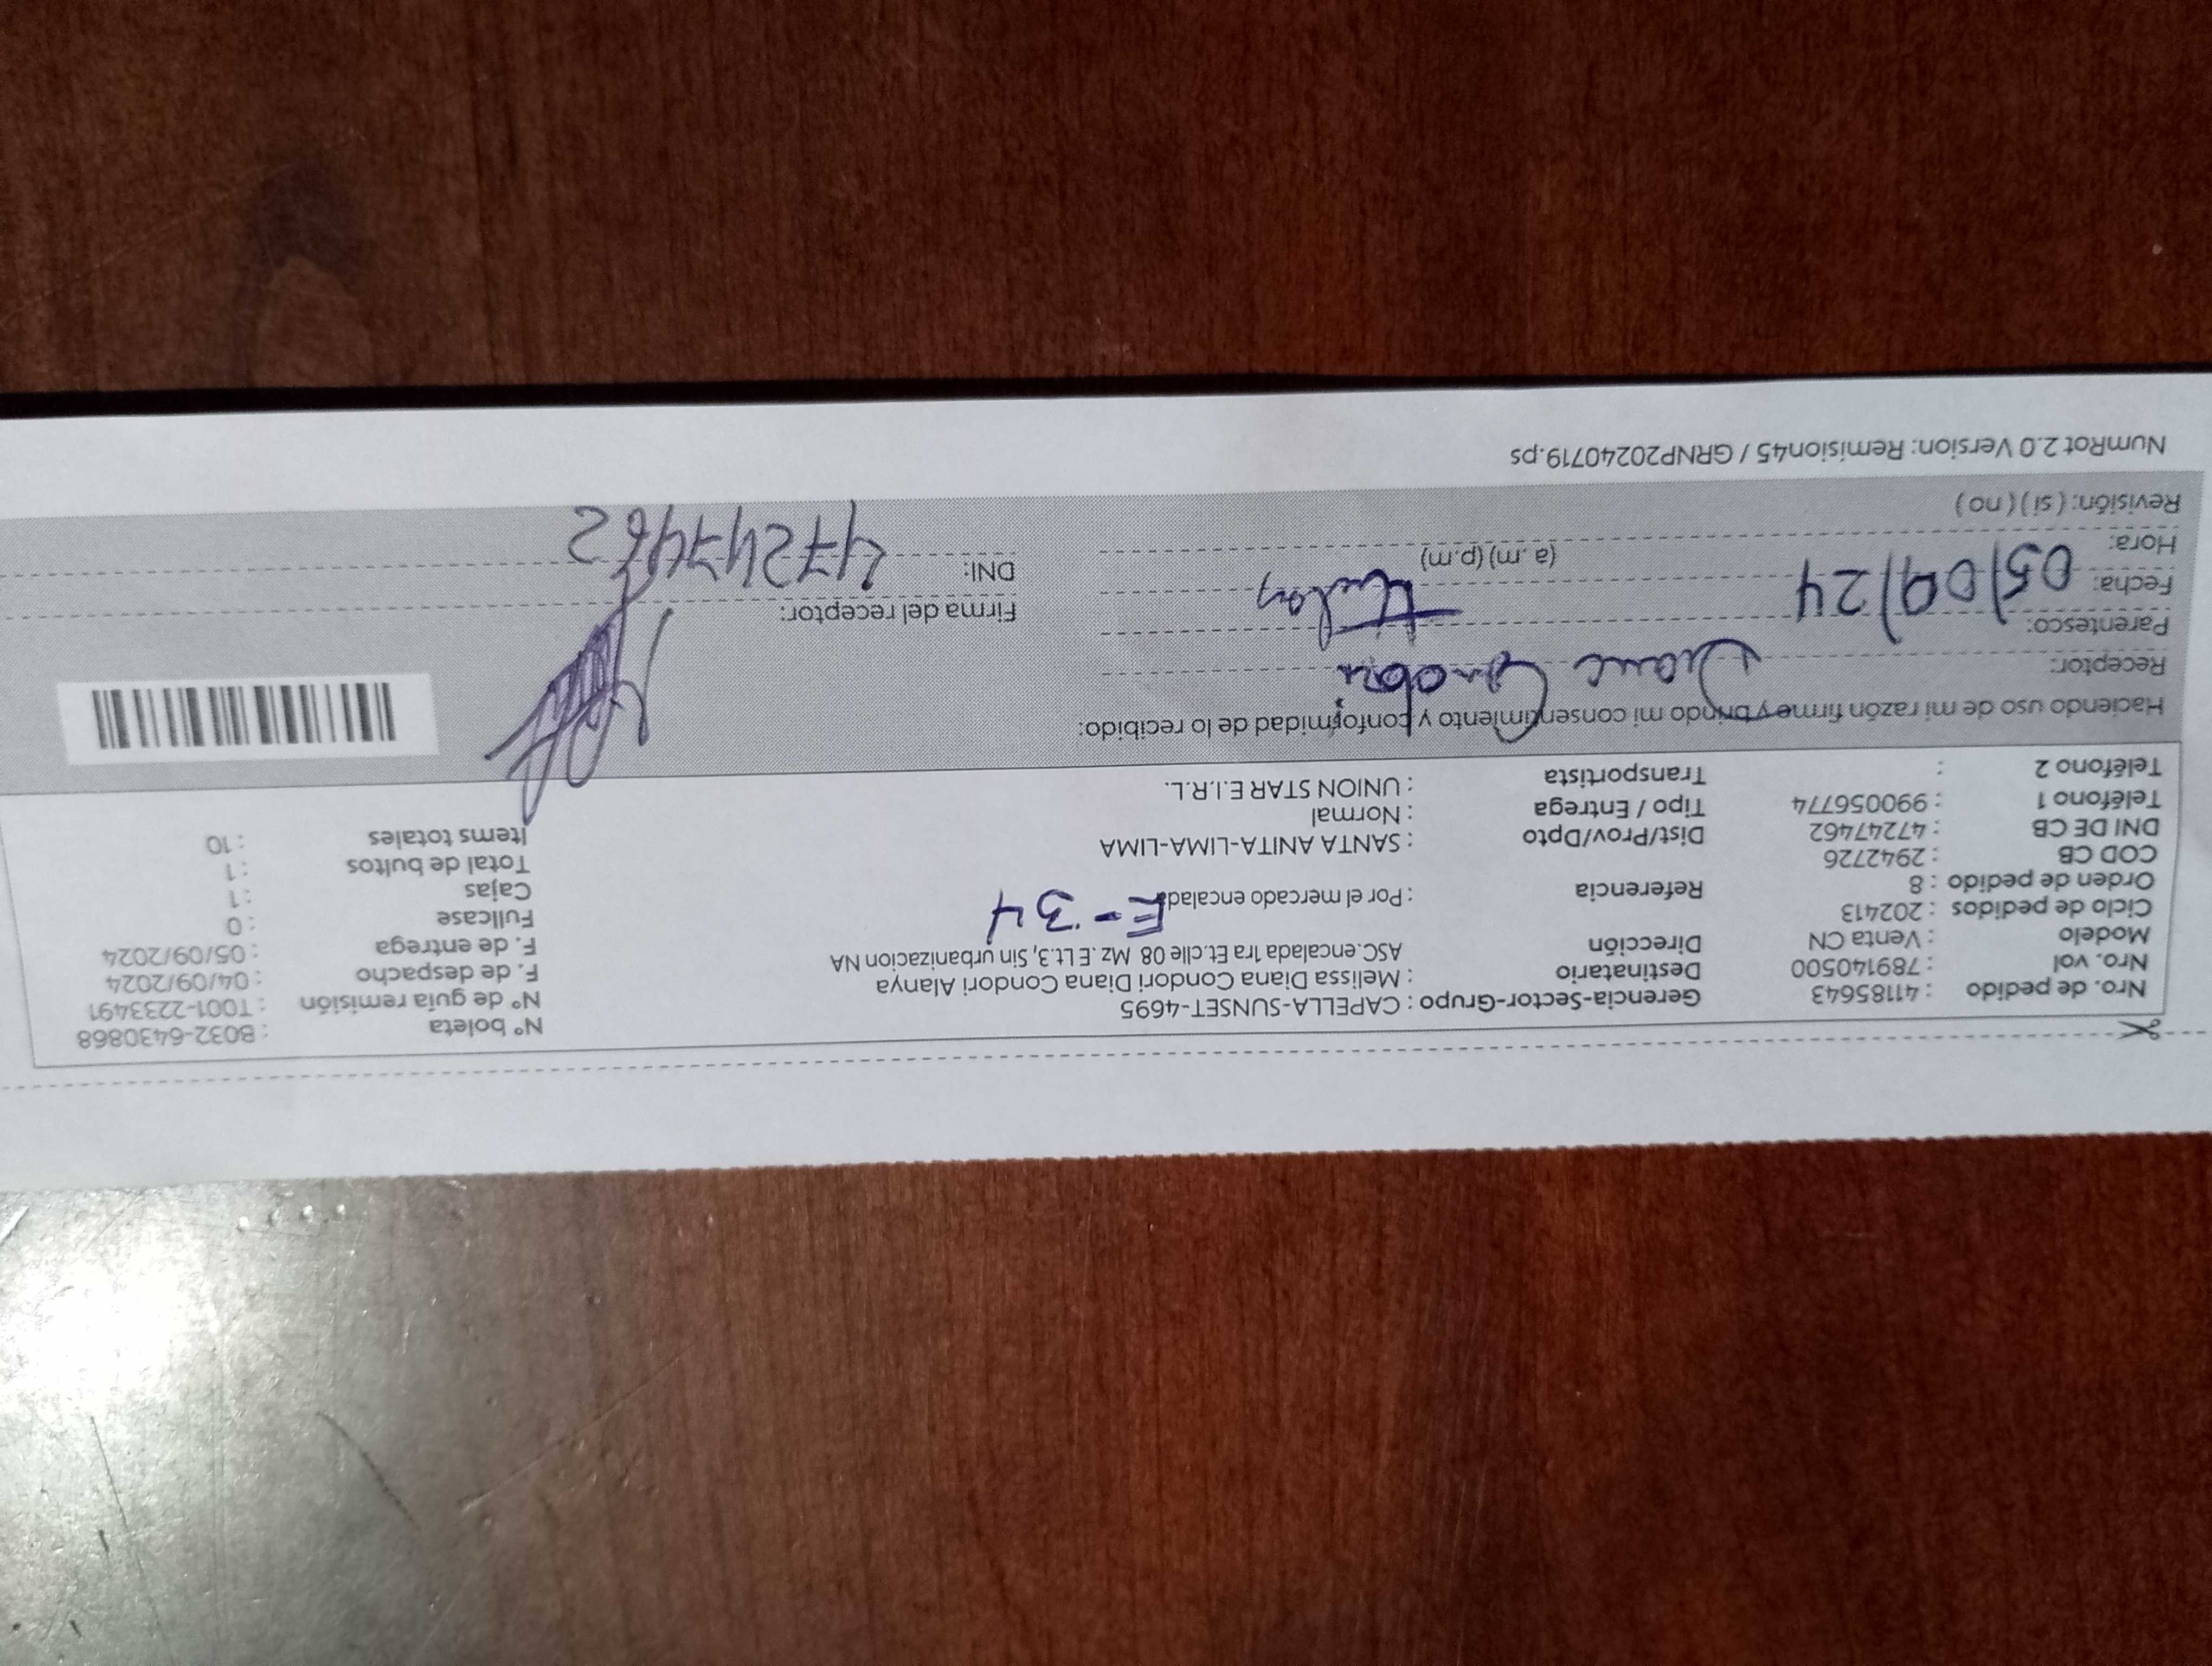 Nro. de pedido : 41185643 Gerencia-Sector-Grupo : CAPELLA-SUNSET-4695 N° boleta : B032-6430868
Nro. vol : 789140500 Destinatario : Melissa Diana Condori Diana Condori Alanya N° de guía remisión : T001-2233491
Modelo : Venta CN Dirección ASC.encalada 1ra Et.clle 08 Mz .E Lt.3, Sin urbanizacion NA F. de despacho : 04/09/2024
Ciclo de pedidos : 202413 F. de entrega : 05/09/2024
E-34
Orden de pedido : 8 Referencia : Por el mercado encalada Fullcase : 0
COD CB : 2942726 Cajas : 1
DNI DE CB : 47247462 Dist/Prov/Dpto : SANTA ANITA-LIMA-LIMA Total de bultos : 1
Teléfono 1 : 990056774 Tipo / Entrega : Normal Items totales : 10
Teléfono 2 : Transportista : UNION STAR E.I.R.L.
Haciendo uso de mi razón firme y brindo mi consentimiento y conformidad de lo recibido:
Receptor: Diana Condori
Parentesco: Titular Firma del receptor:
Fecha: 05/09/24
Hora: (a .m) (p.m) DNI: 47247462
Revisión: ( si ) ( no )
NumRot 2.0 Version: Remision45 / GRNP20240719.ps